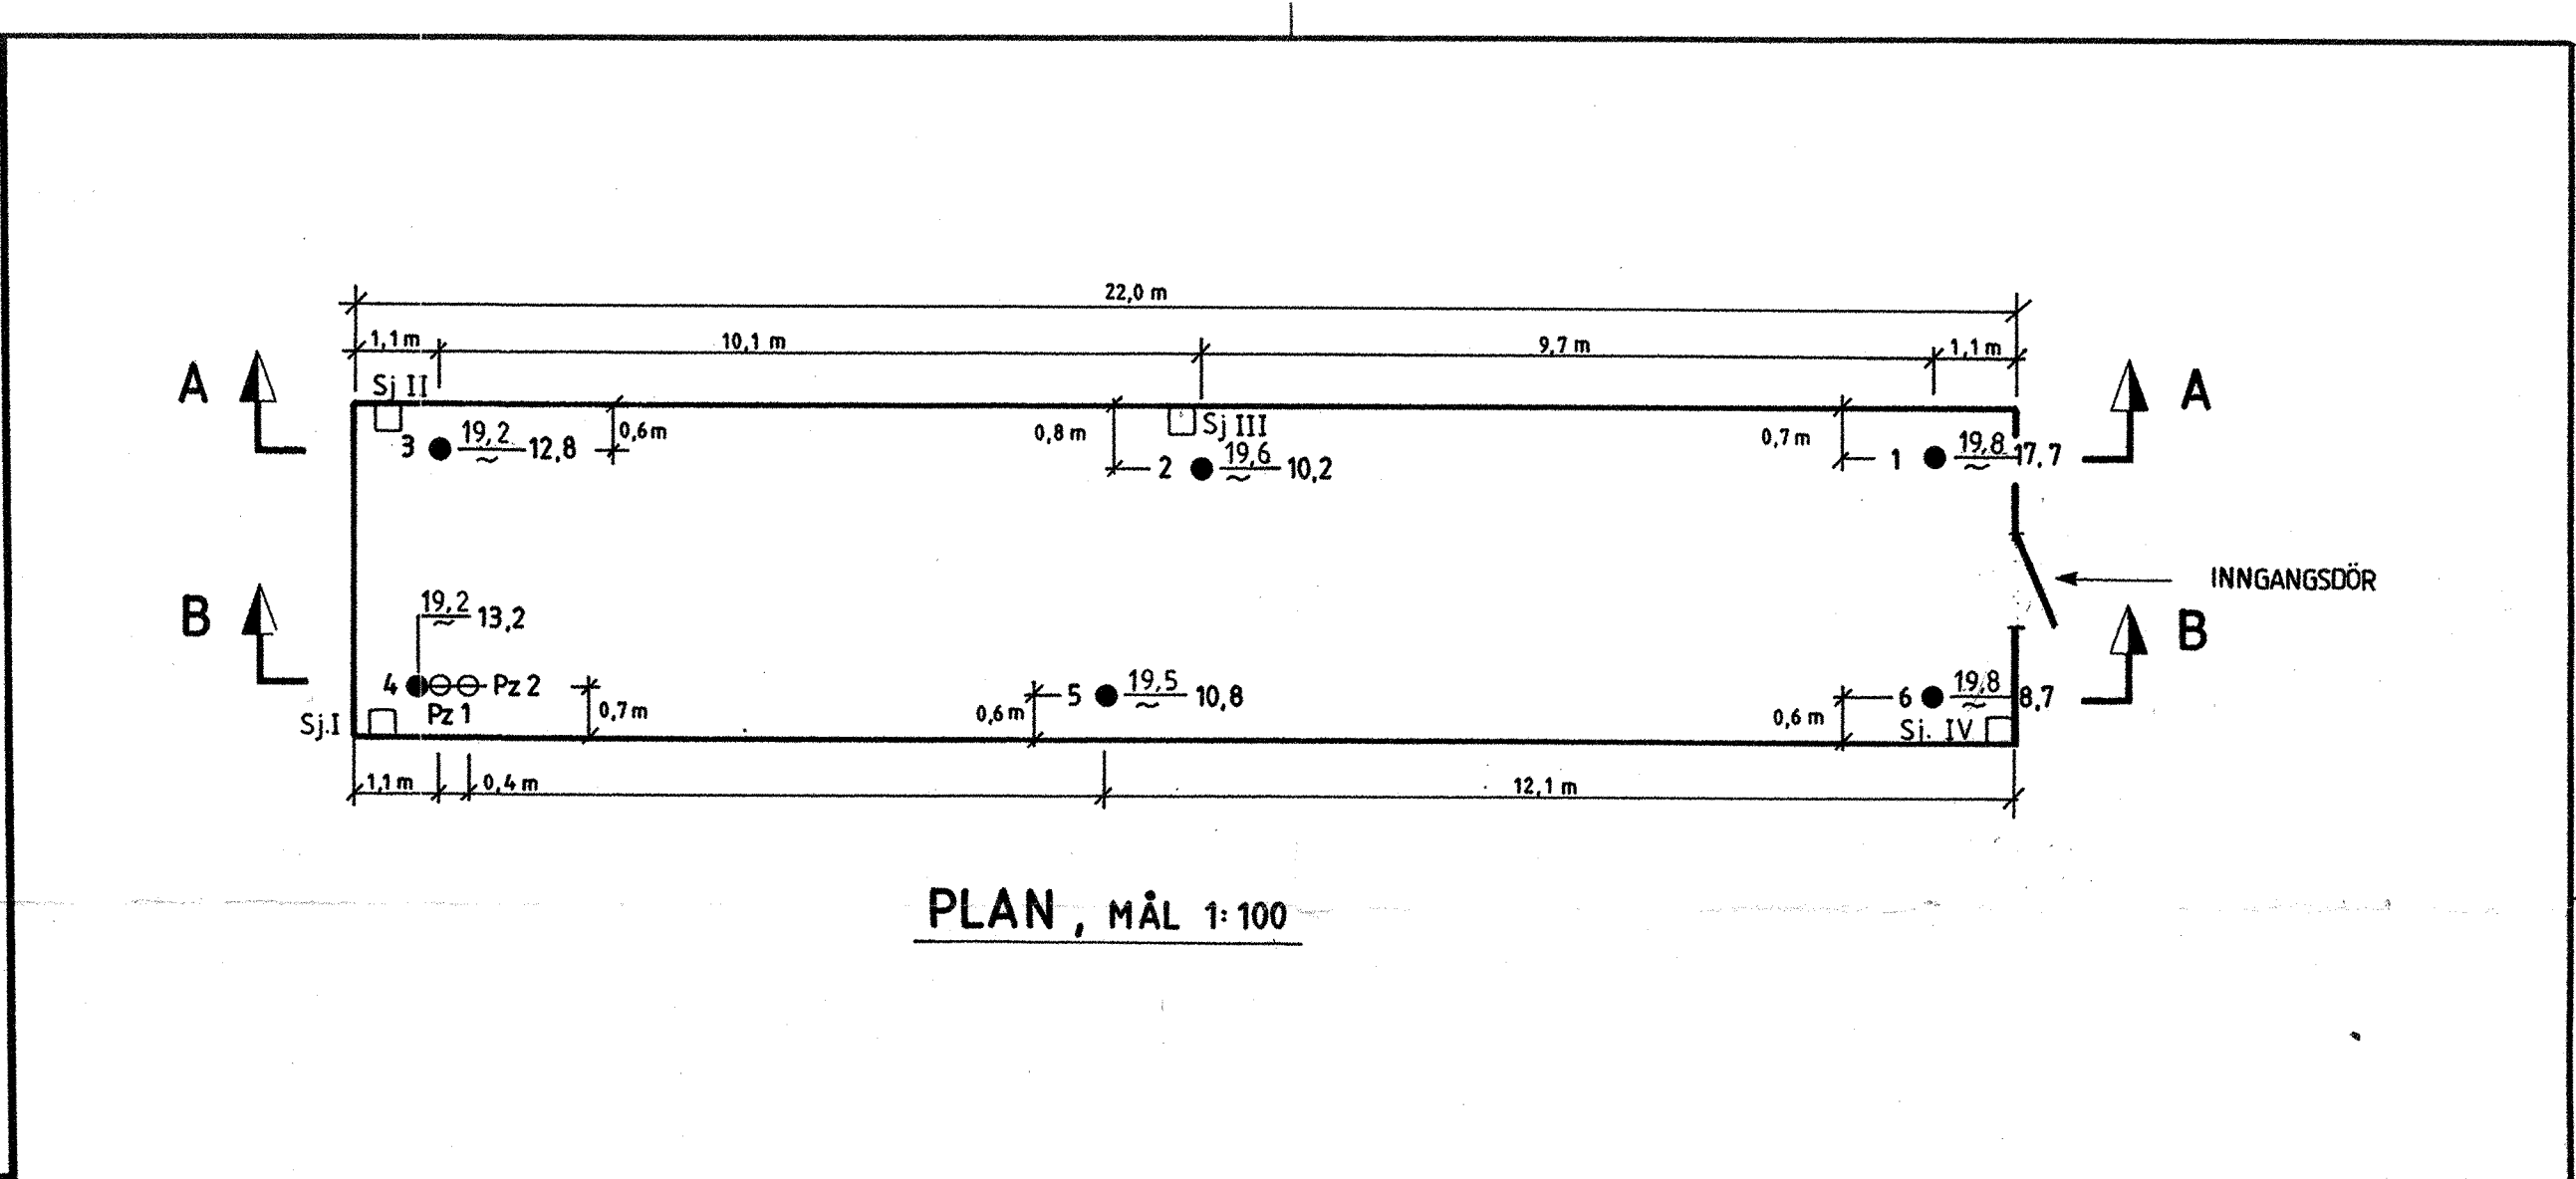 22,0 m
1,1 m 10,1 m 9,7 m 1,1 m
A Sj II A
3 19,2 12,8 0,6 m 0,8 m Sj III 0,7 m
2 19,6 10,2 1 19,8 17,7
INNGANGSDÖR
B 19,2 13,2 B
4 Pz 2 5 19,5 10,8 6 19,8 8,7
Sj. I Pz 1 0,7 m 0,6 m 0,6 m Sj. IV
1,1 m 0,4 m 12,1 m
PLAN, MÅL 1:100